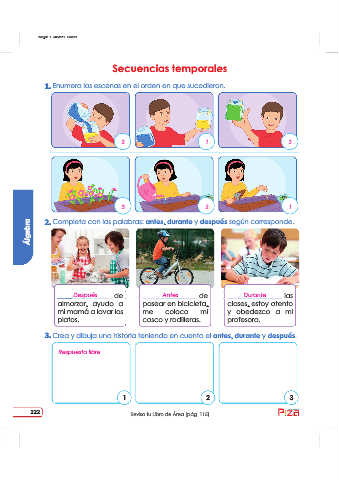 Secuencias temporales
1. Enumera las escenas en el orden en que sucedieron.
2
1
3
3
2
1
2. Completa con las palabras: antes, durante y después según corresponde.
Después de
almorzar, ayudo a
mi mamá a lavar los
platos.
Antes de
pasear en bicicleta,
me coloco mi
casco y rodilleras.
Durante las
clases, estoy atento
y obedezco a mi
profesora.
3. Crea y dibuja una historia teniendo en cuenta el antes, durante y después.
Respuesta libre
1
2
3
Álgebra
222
Revisa tu Libro de Área (pág. 118)